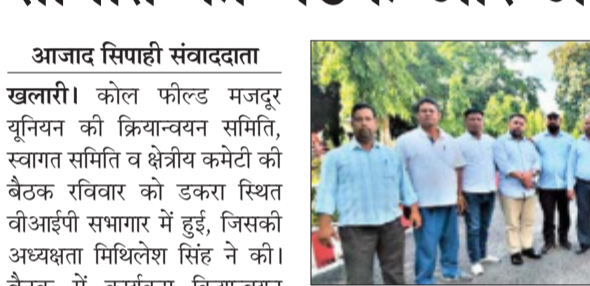 आजाद सिपाही संवाददाता
खलारी। कोल फील्ड मजदूर
यूनियन की क्रियान्वयन समिति,
स्वागत समिति व क्षेत्रीय कमेटी की
बैठक रविवार को डकरा स्थित
वीआईपी सभागार में हुई, जिसकी
अध्यक्षता मिथिलेश सिंह ने की।